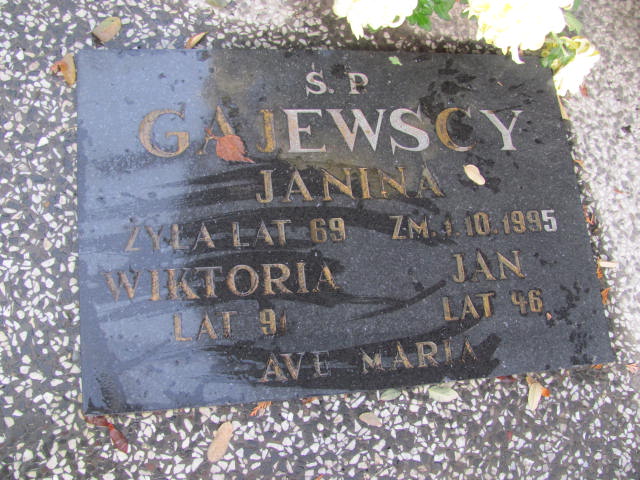 Ś. P.
GAJEWSCY
JANINA
ŻYŁA LAT 69 ZM. 1.10.1995
WIKTORIA JAN
LAT 91 LAT 46
AVE MARIA